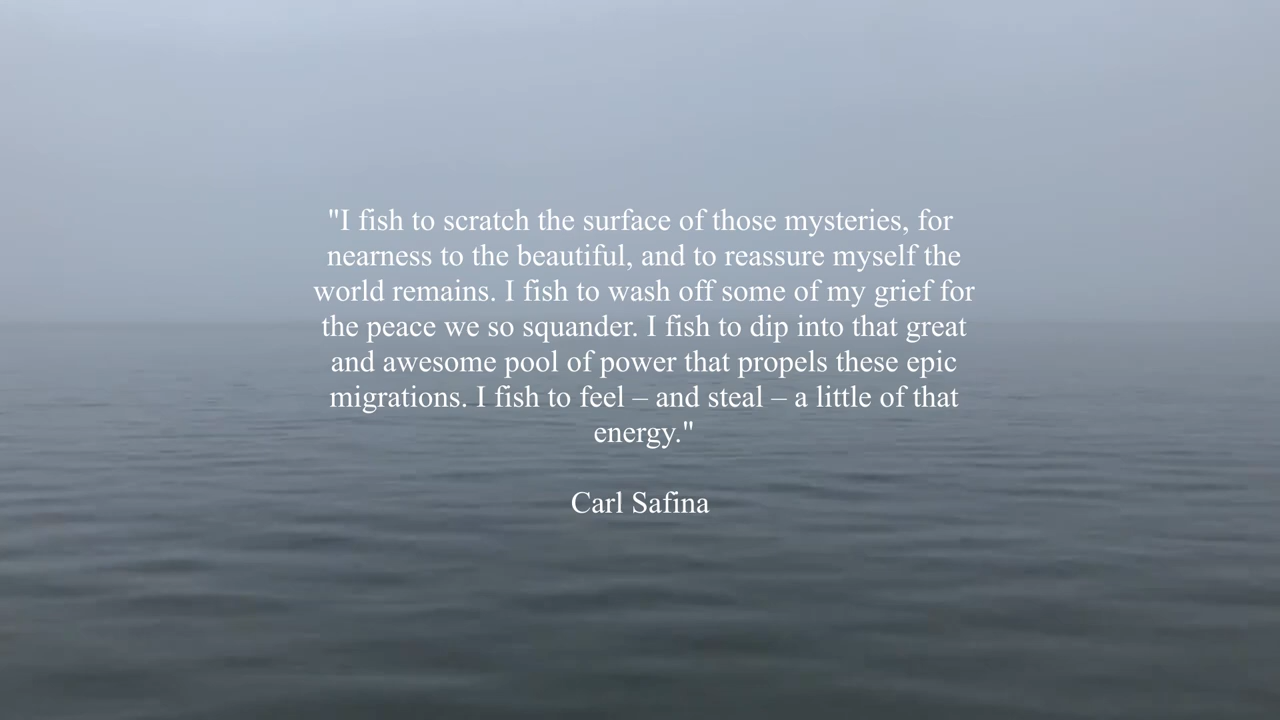 "I fish to scratch the surface of those mysteries, for
nearness to the beautiful, and to reassure myself the
world remains. I fish to wash off some of my grief for
the peace we so squander. I fish to dip into that great
and awesome pool of power that propels these epic
migrations. I fish to feel – and steal – a little of that
energy."
Carl Safina